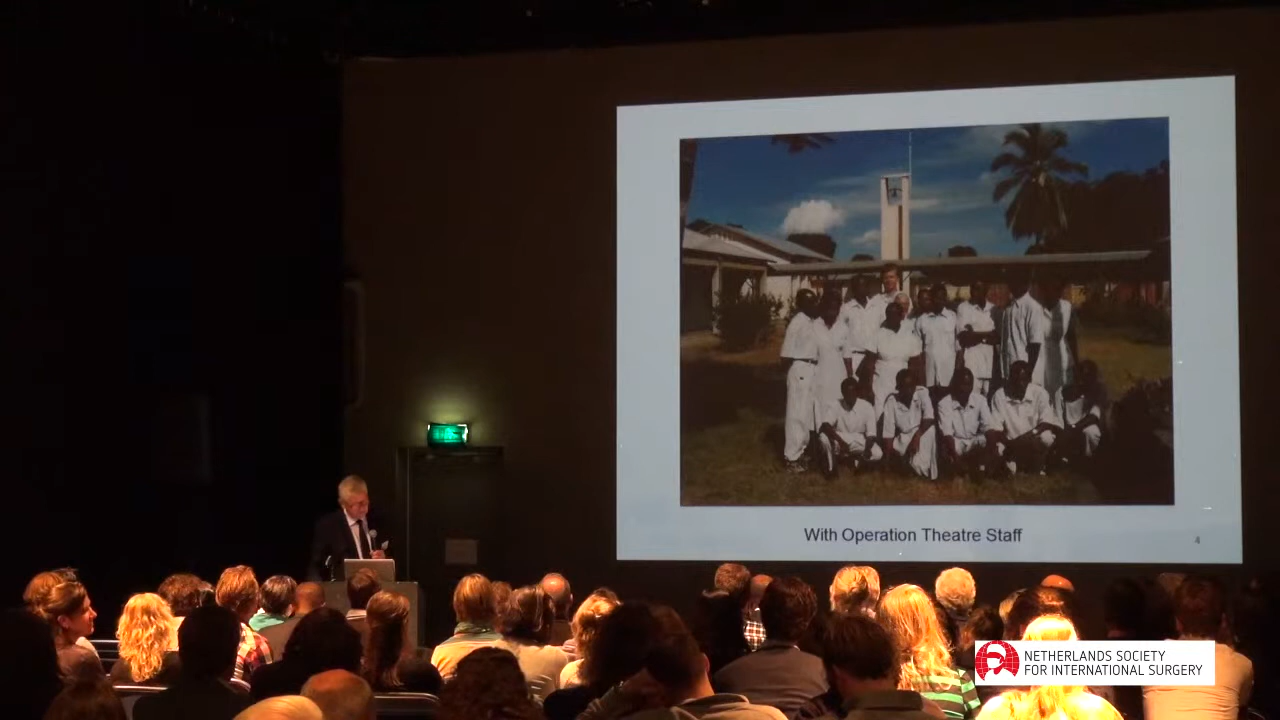 With Operation Theatre Staff
4
NETHERLANDS SOCIETY
FOR INTERNATIONAL SURGERY